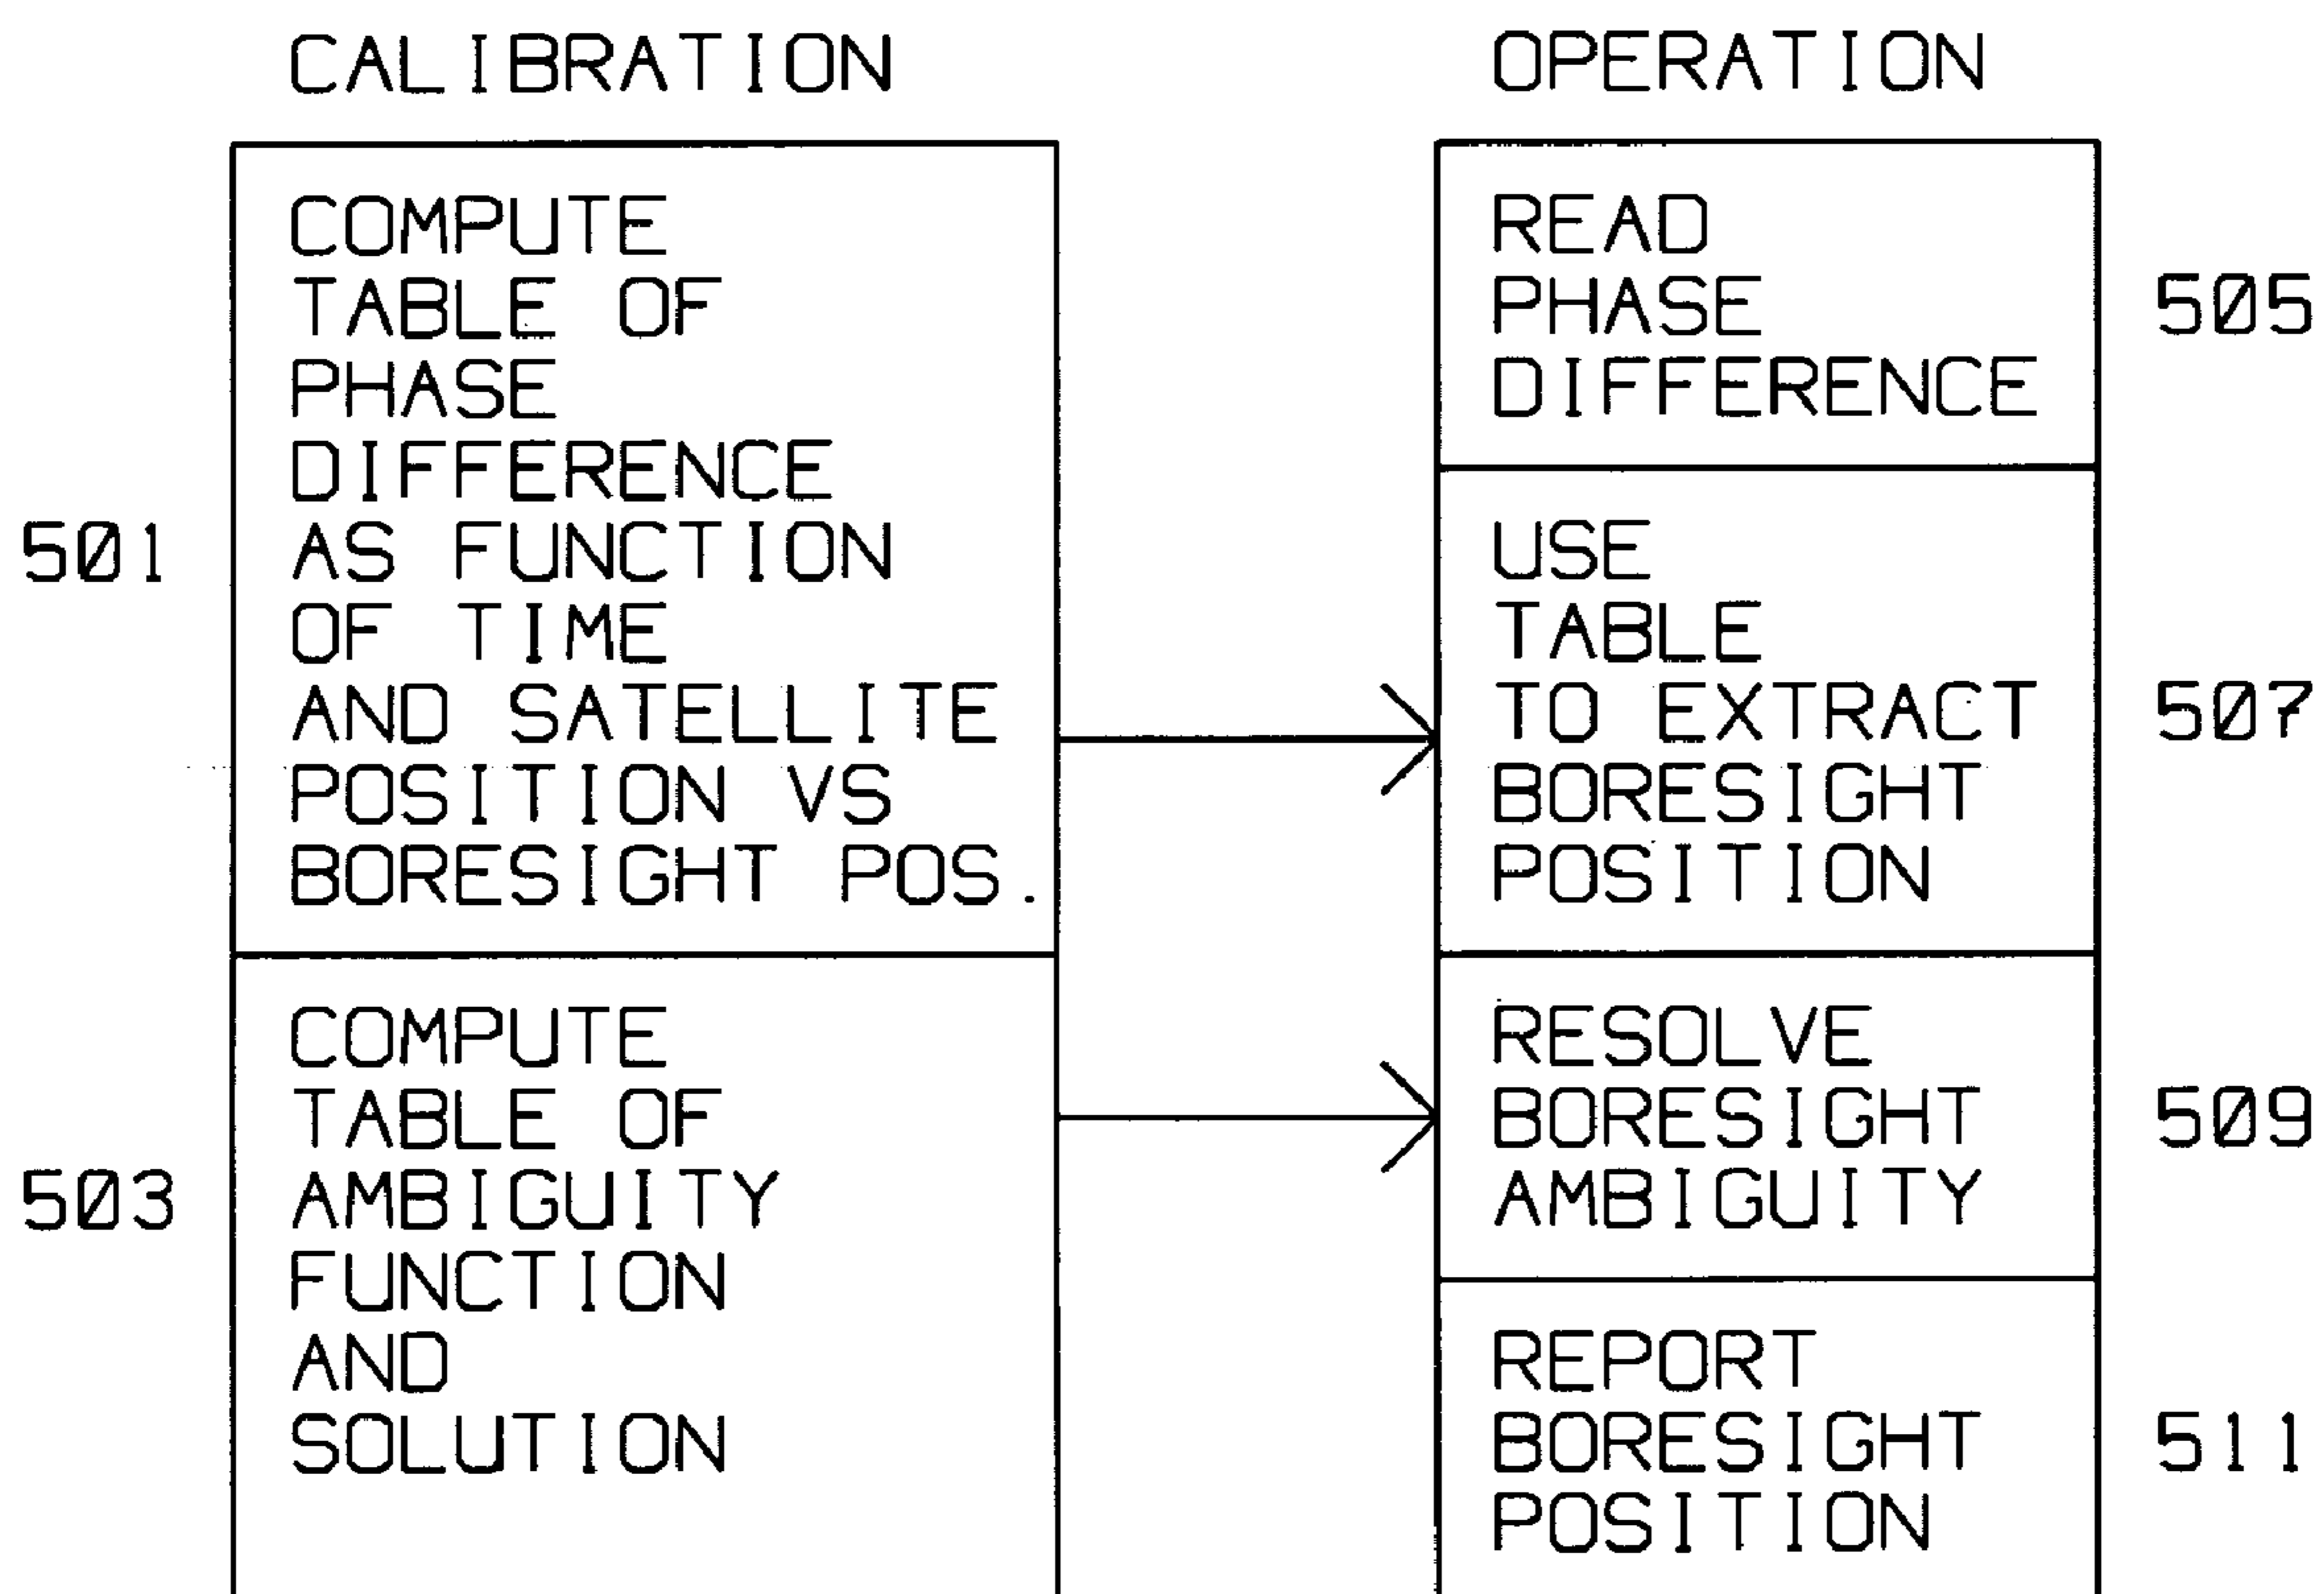 CALIBRATION
COMPUTE
TABLE OF
PHASE
DIFFERENCE
501
AS FUNCTION
OF TIME
AND SATELLITE
POSITION VS
BORESIGHT POS.
COMPUTE
TABLE OF
503
AMBIGUITY
FUNCTION
AND
SOLUTION
OPERATION
READ
PHASE
505
DIFFERENCE
USE
TABLE
TO EXTRACT
507
BORESIGHT
POSITION
RESOLVE
BORESIGHT
509
AMBIGUITY
REPORT
BORESIGHT
511
POSITION